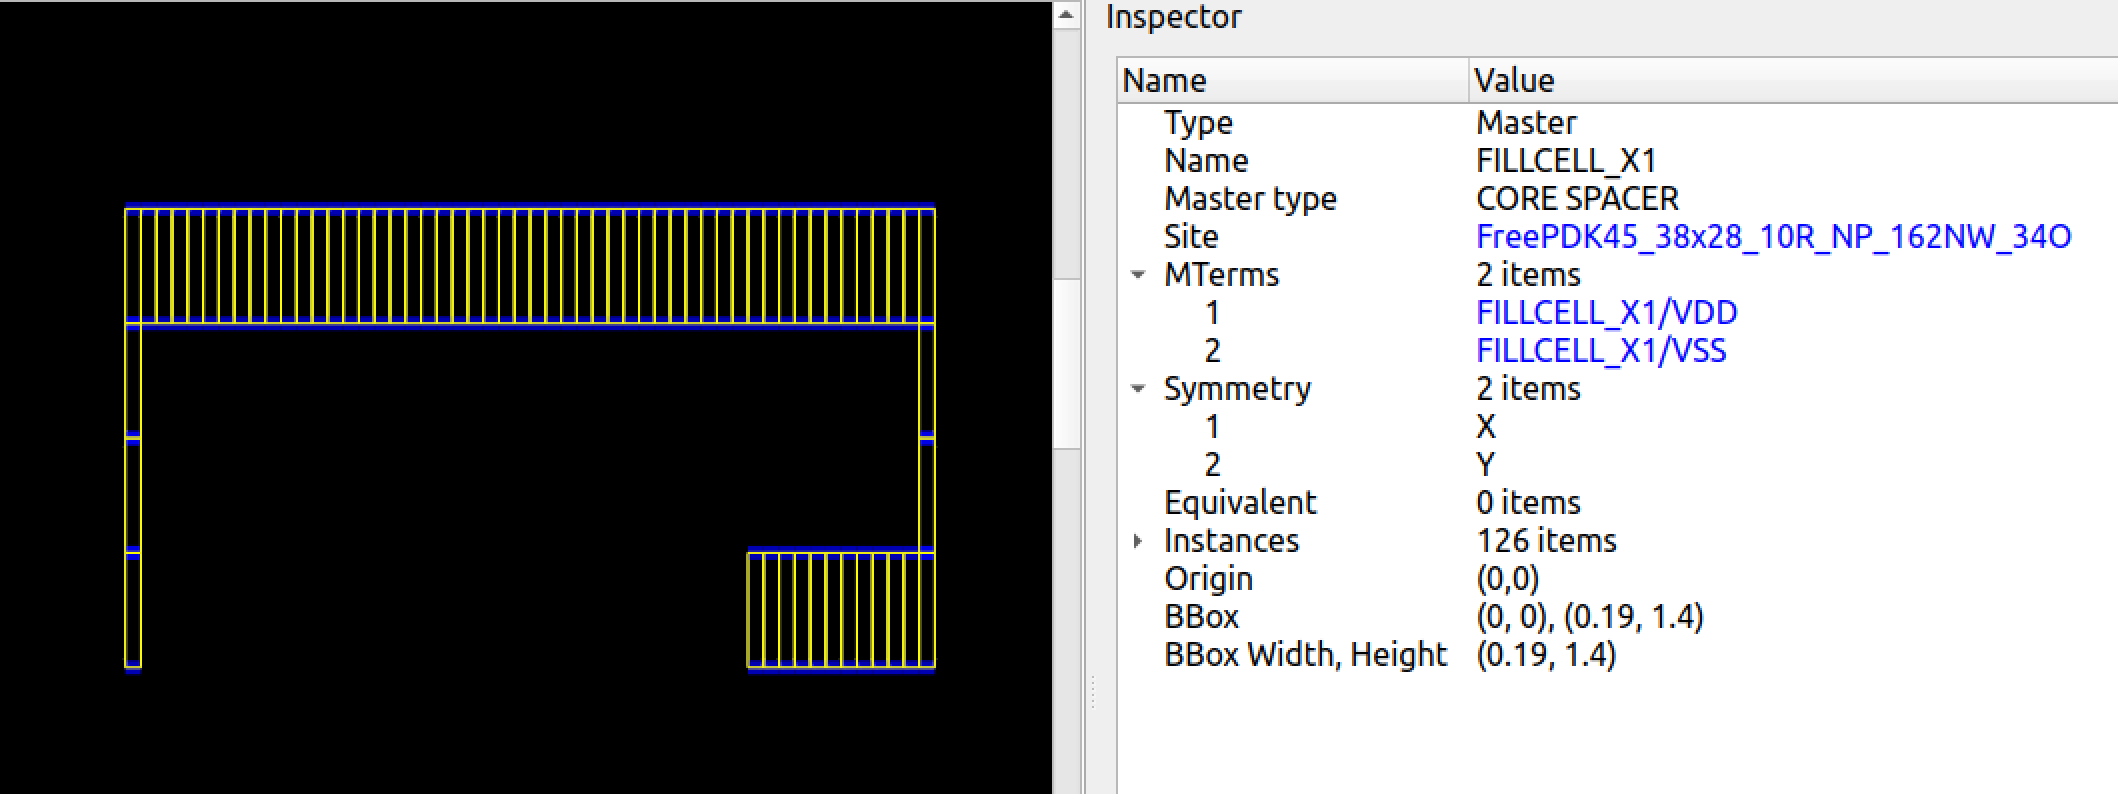 Inspector
Name Value
Type Master
Name FILLCELL_X1
Master type CORE SPACER
Site FreePDK45_38x28_10R_NP_162NW_34O
MTerms 2 items
1 FILLCELL_X1/VDD
2 FILLCELL_X1/VSS
Symmetry 2 items
1 X
2 Y
Equivalent 0 items
Instances 126 items
Origin (0,0)
BBox (0, 0), (0.19, 1.4)
BBox Width, Height (0.19, 1.4)